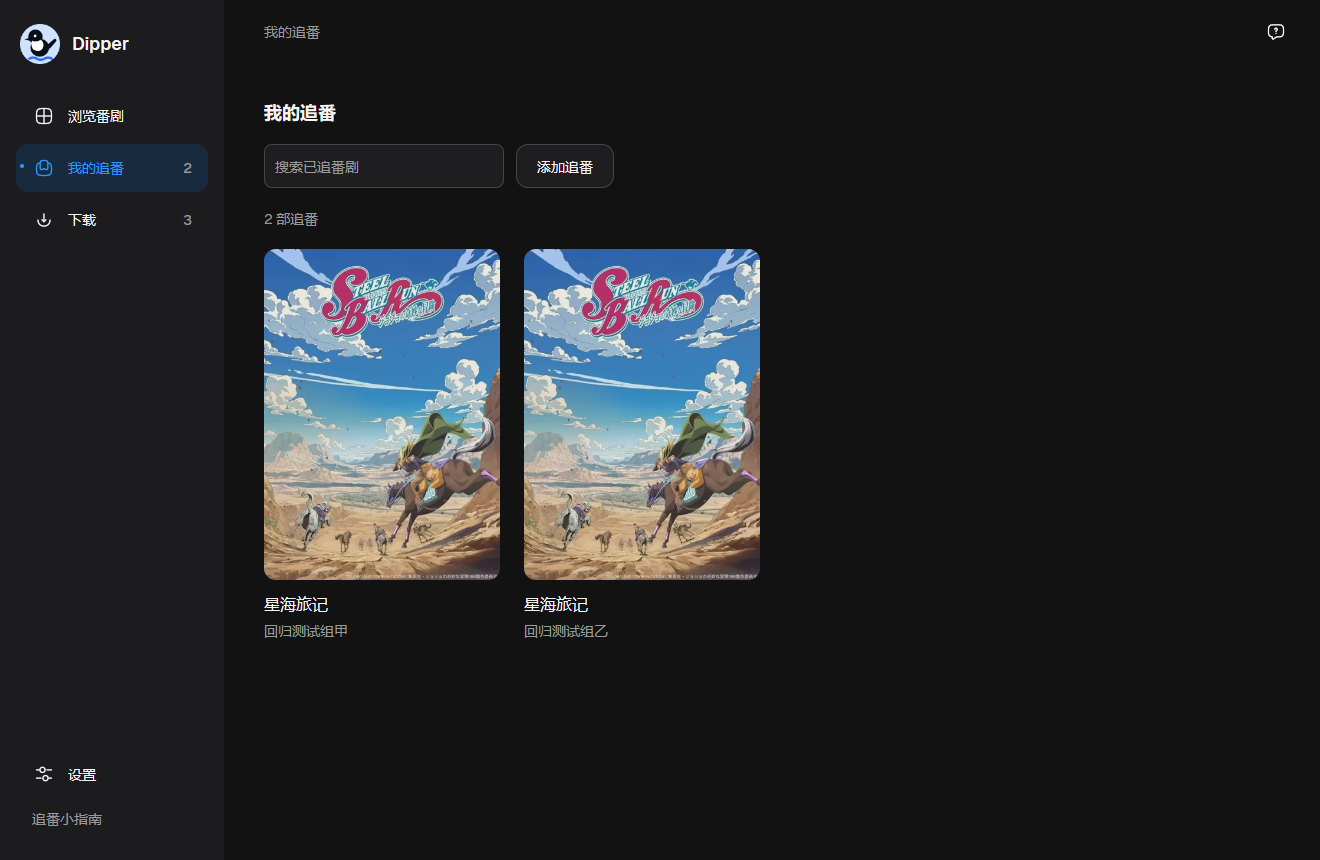 Dipper
我的追番
浏览番剧
我的追番 2
下载 3
我的追番
搜索已追番剧
添加追番
2 部追番
STEEL
BALL RUN
STEEL
BALL RUN
星海旅记
回归测试组甲
星海旅记
回归测试组乙
设置
追番小指南